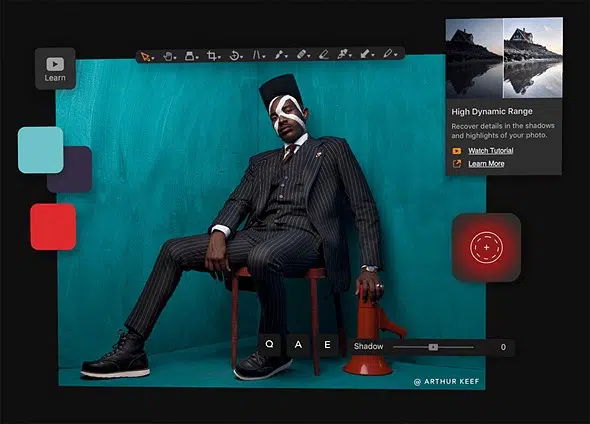 Learn
High Dynamic Range
Recover details in the shadows
and highlights of your photo.
Watch Tutorial
Learn More
Q A E
Shadow 0
@ ARTHUR KEEF